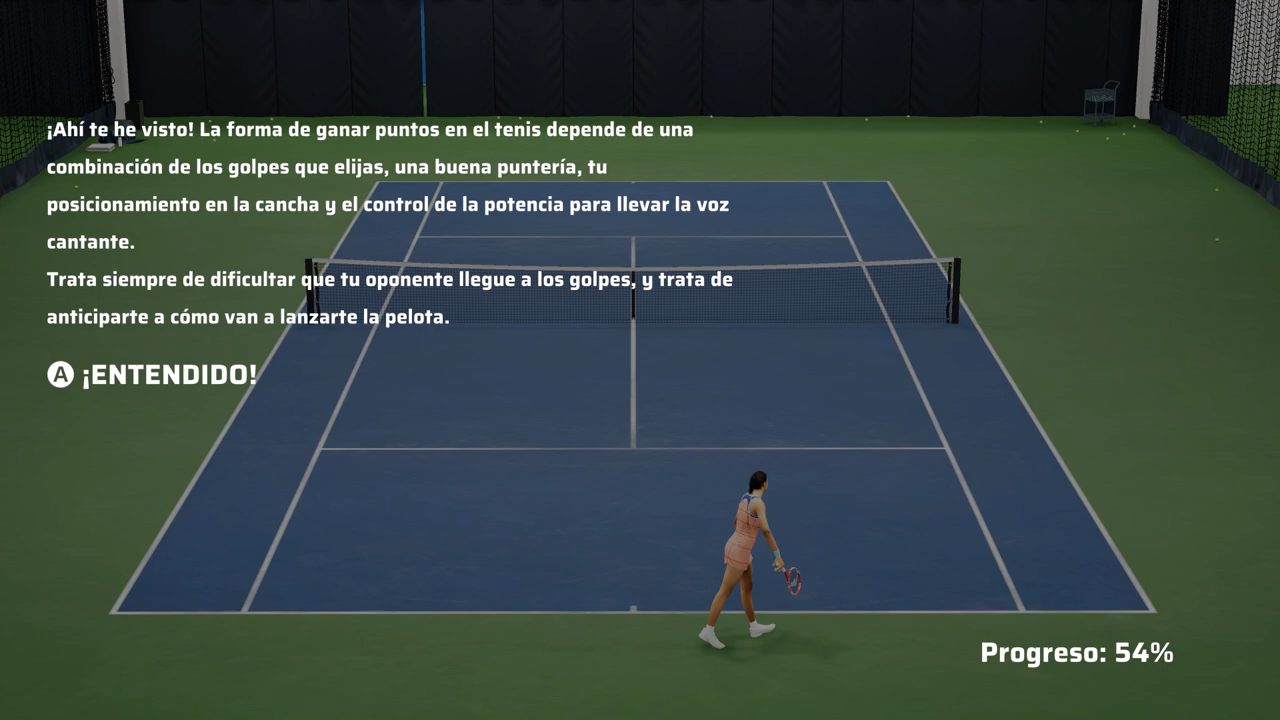 ¡Ahí te he visto! La forma de ganar puntos en el tenis depende de una
combinación de los golpes que elijas, una buena puntería, tu
posicionamiento en la cancha y el control de la potencia para llevar la voz
cantante.
Trata siempre de dificultar que tu oponente llegue a los golpes, y trata de
anticiparte a cómo van a lanzarte la pelota.
A ¡ENTENDIDO!
Progreso: 54%